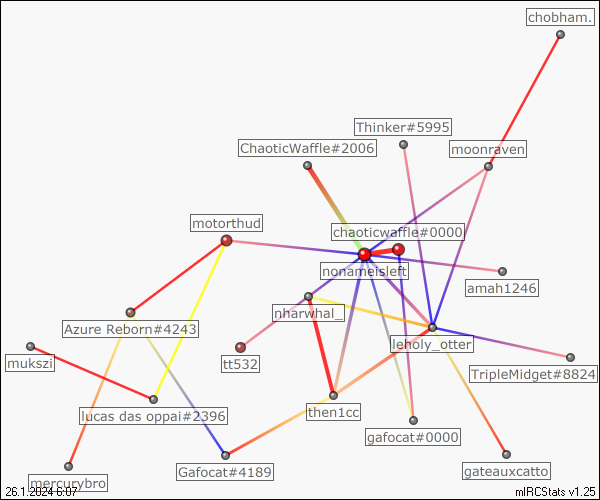 chobham.
Thinker#5995
ChaoticWaffle#2006
moonraven
motorthud
chaoticwaffle#0000
nonameisleft
amah1246
nharwhal_
Azure Reborn#4243
leholy_otter
mukszi
tt532
TripleMidget#8824
lucas das oppai#2396
then1cc
gafocat#0000
Gafocat#4189
gateauxcatto
mercurybro
26.1.2024 6:07
mIRCStats v1.25